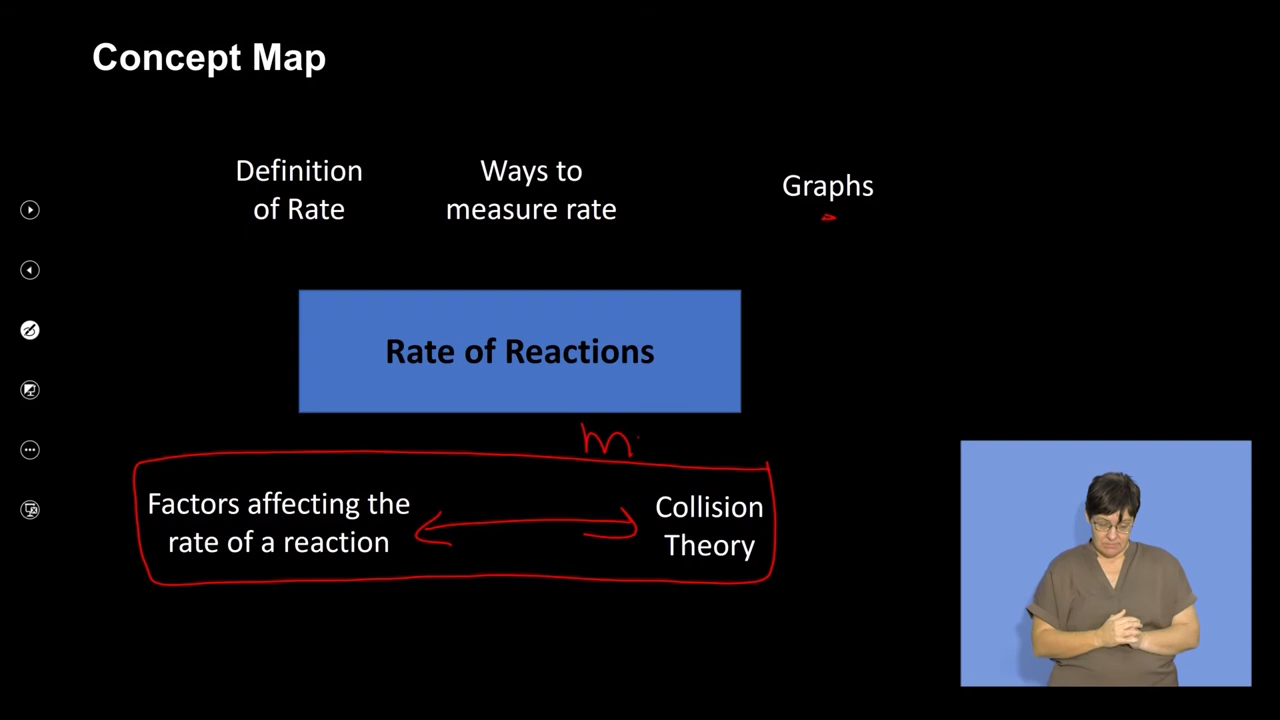 Concept Map
Definition
of Rate
Ways to
measure rate
Graphs
Rate of Reactions
m
Factors affecting the
rate of a reaction
Collision
Theory